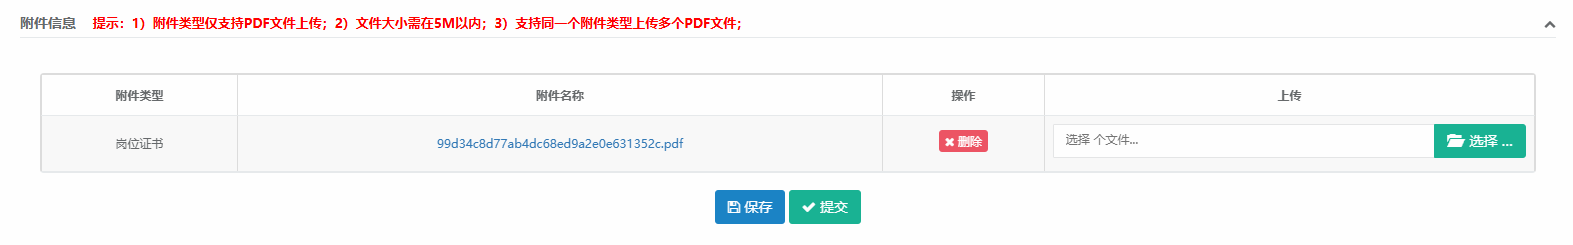 附件信息 提示：1）附件类型仅支持PDF文件上传；2）文件大小需在5M以内；3）支持同一个附件类型上传多个PDF文件；
附件类型 附件名称 操作 上传
岗位证书 99d34c8d77ab4dc68ed9a2e0e631352c.pdf 删除 选择 个文件... 选择 ...
保存 提交